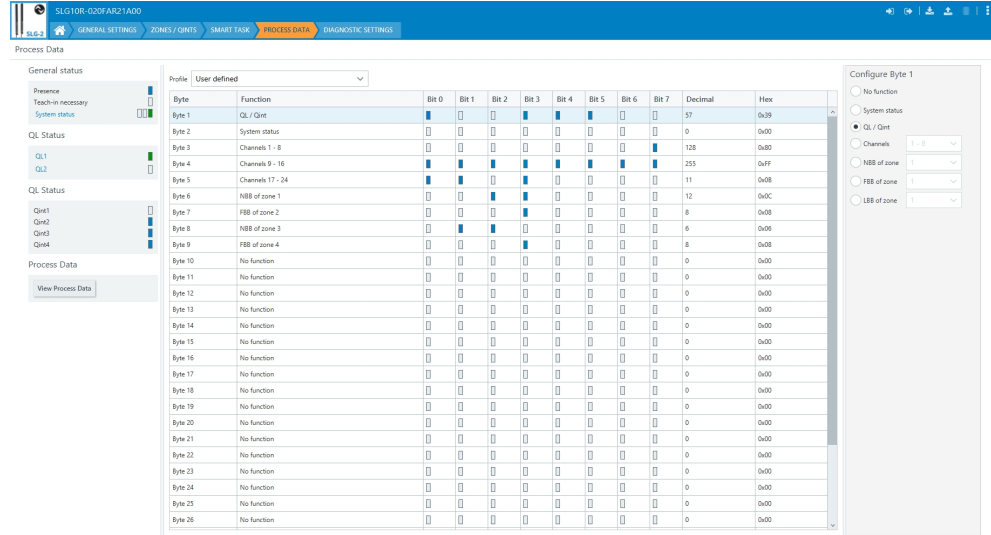 SLG-2
SLG10R-020FAR21A00
GENERAL SETTINGS
ZONES / QINTS
SMART TASK
PROCESS DATA
DIAGNOSTIC SETTINGS
Process Data
General status
Presence
Teach-in necessary
System status
QL Status
QL1
QL2
QL Status
Qint1
Qint2
Qint3
Qint4
Process Data
View Process Data
Profile User defined
Byte Function Bit 0 Bit 1 Bit 2 Bit 3 Bit 4 Bit 5 Bit 6 Bit 7 Decimal Hex
Byte 1 QL / Qint 57 0x39
Byte 2 System status 0 0x00
Byte 3 Channels 1 - 8 128 0x80
Byte 4 Channels 9 - 16 255 0xFF
Byte 5 Channels 17 - 24 11 0x0B
Byte 6 NBB of zone 1 12 0x0C
Byte 7 FBB of zone 2 8 0x08
Byte 8 NBB of zone 3 6 0x06
Byte 9 FBB of zone 4 8 0x08
Byte 10 No function 0 0x00
Byte 11 No function 0 0x00
Byte 12 No function 0 0x00
Byte 13 No function 0 0x00
Byte 14 No function 0 0x00
Byte 15 No function 0 0x00
Byte 16 No function 0 0x00
Byte 17 No function 0 0x00
Byte 18 No function 0 0x00
Byte 19 No function 0 0x00
Byte 20 No function 0 0x00
Byte 21 No function 0 0x00
Byte 22 No function 0 0x00
Byte 23 No function 0 0x00
Byte 24 No function 0 0x00
Byte 25 No function 0 0x00
Byte 26 No function 0 0x00
Configure Byte 1
No function
System status
QL / Qint
Channels 1 - 8
NBB of zone 1
FBB of zone 1
LBB of zone 1